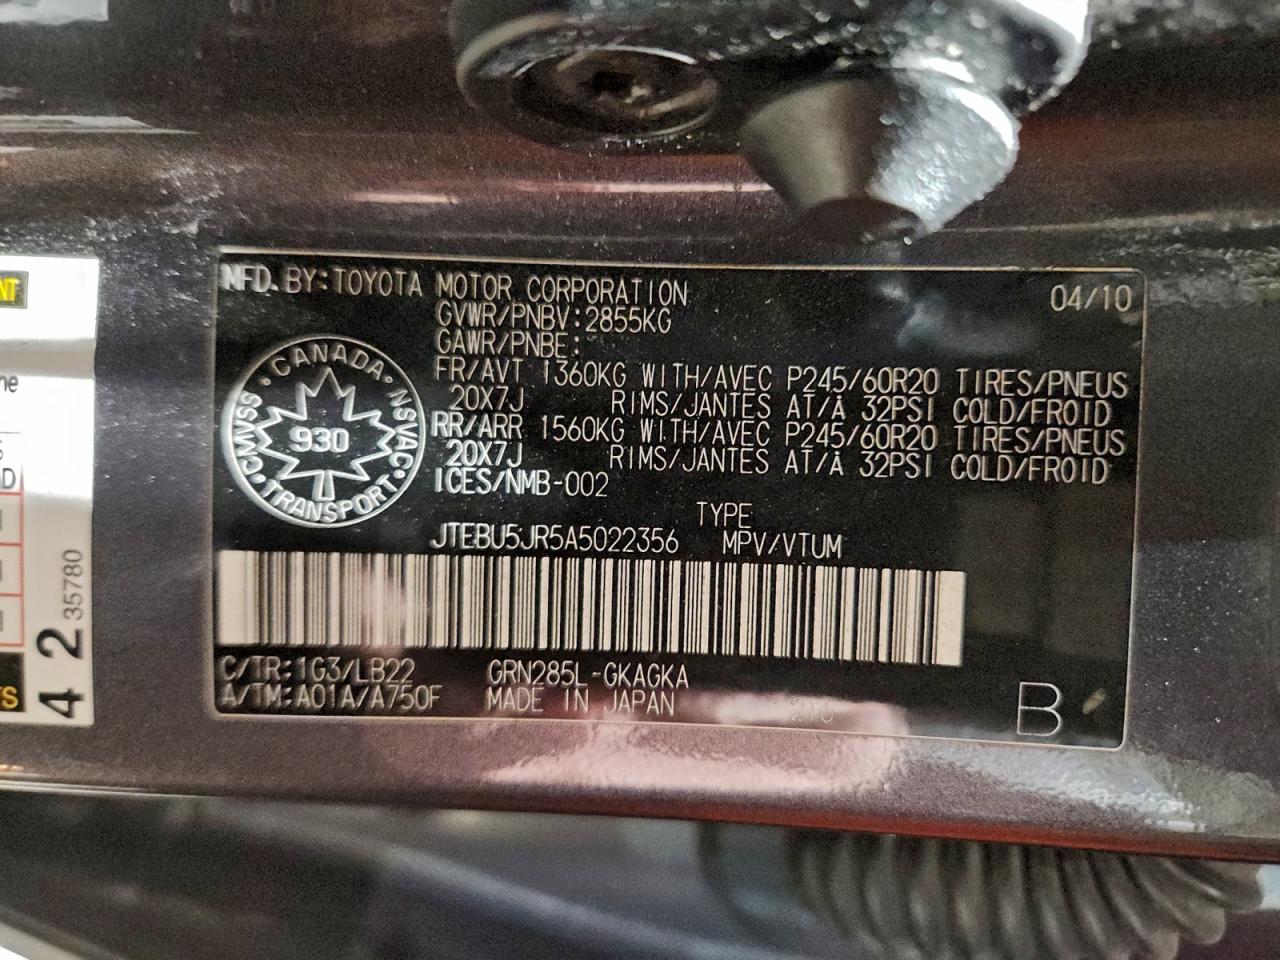 MFD. BY:TOYOTA MOTOR CORPORATION 04/10
GVWR/PNBV:2855KG
GAWR/PNBE:
FR/AVT 1360KG WITH/AVEC P245/60R20 TIRES/PNEUS
20X7J RIMS/JANTES AT/À 32PSI COLD/FROID
RR/ARR 1560KG WITH/AVEC P245/60R20 TIRES/PNEUS
20X7J RIMS/JANTES AT/À 32PSI COLD/FROID
ICES/NMB-002
CANADA
CMVSS
NSVAC
930
TRANSPORT
TYPE
JTEBU5JR5A5022356 MPV/VTUM
C/TR:1G3/LB22 GRN285L-GKAGKA
A/TM:A01A/A750F MADE IN JAPAN
216
B
42 35780